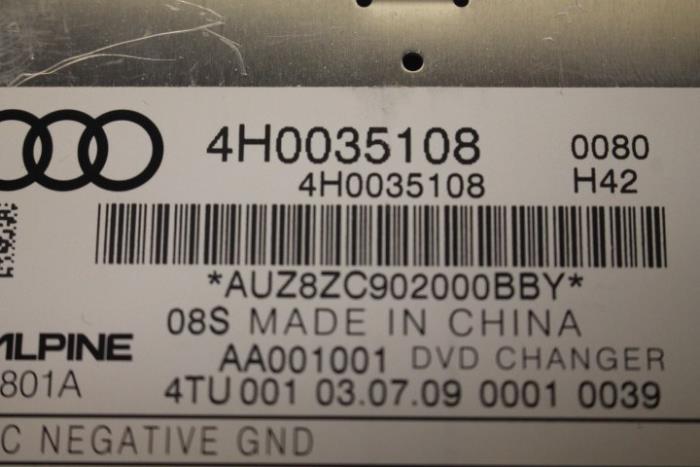 4H0035108 0080
4H0035108 H42
*AUZ8ZC902000BBY*
08S MADE IN CHINA
ALPINE AA001001 DVD CHANGER
801A 4TU 001 03.07.09 0001 0039
C NEGATIVE GND